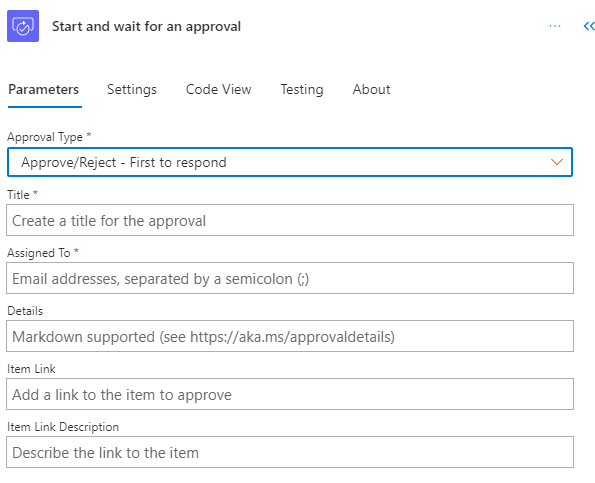 Start and wait for an approval
Parameters Settings Code View Testing About
Approval Type *
Approve/Reject - First to respond
Title *
Create a title for the approval
Assigned To *
Email addresses, separated by a semicolon (;)
Details
Markdown supported (see https://aka.ms/approvaldetails)
Item Link
Add a link to the item to approve
Item Link Description
Describe the link to the item